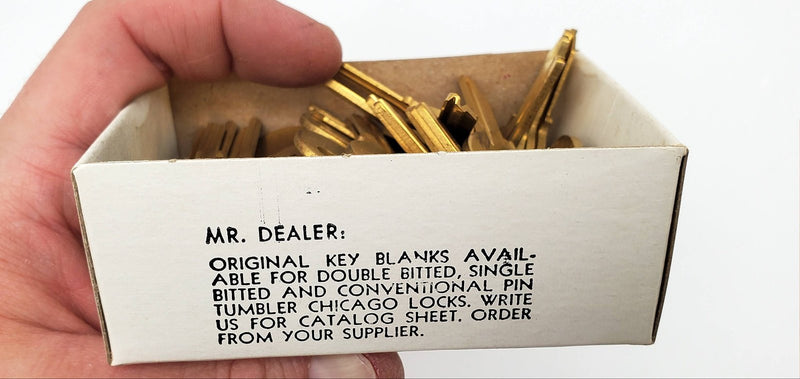 MR. DEALER:
ORIGINAL KEY BLANKS AVAIL-
ABLE FOR DOUBLE BITTED, SINGLE
BITTED AND CONVENTIONAL PIN
TUMBLER CHICAGO LOCKS. WRITE
US FOR CATALOG SHEET. ORDER
FROM YOUR SUPPLIER.